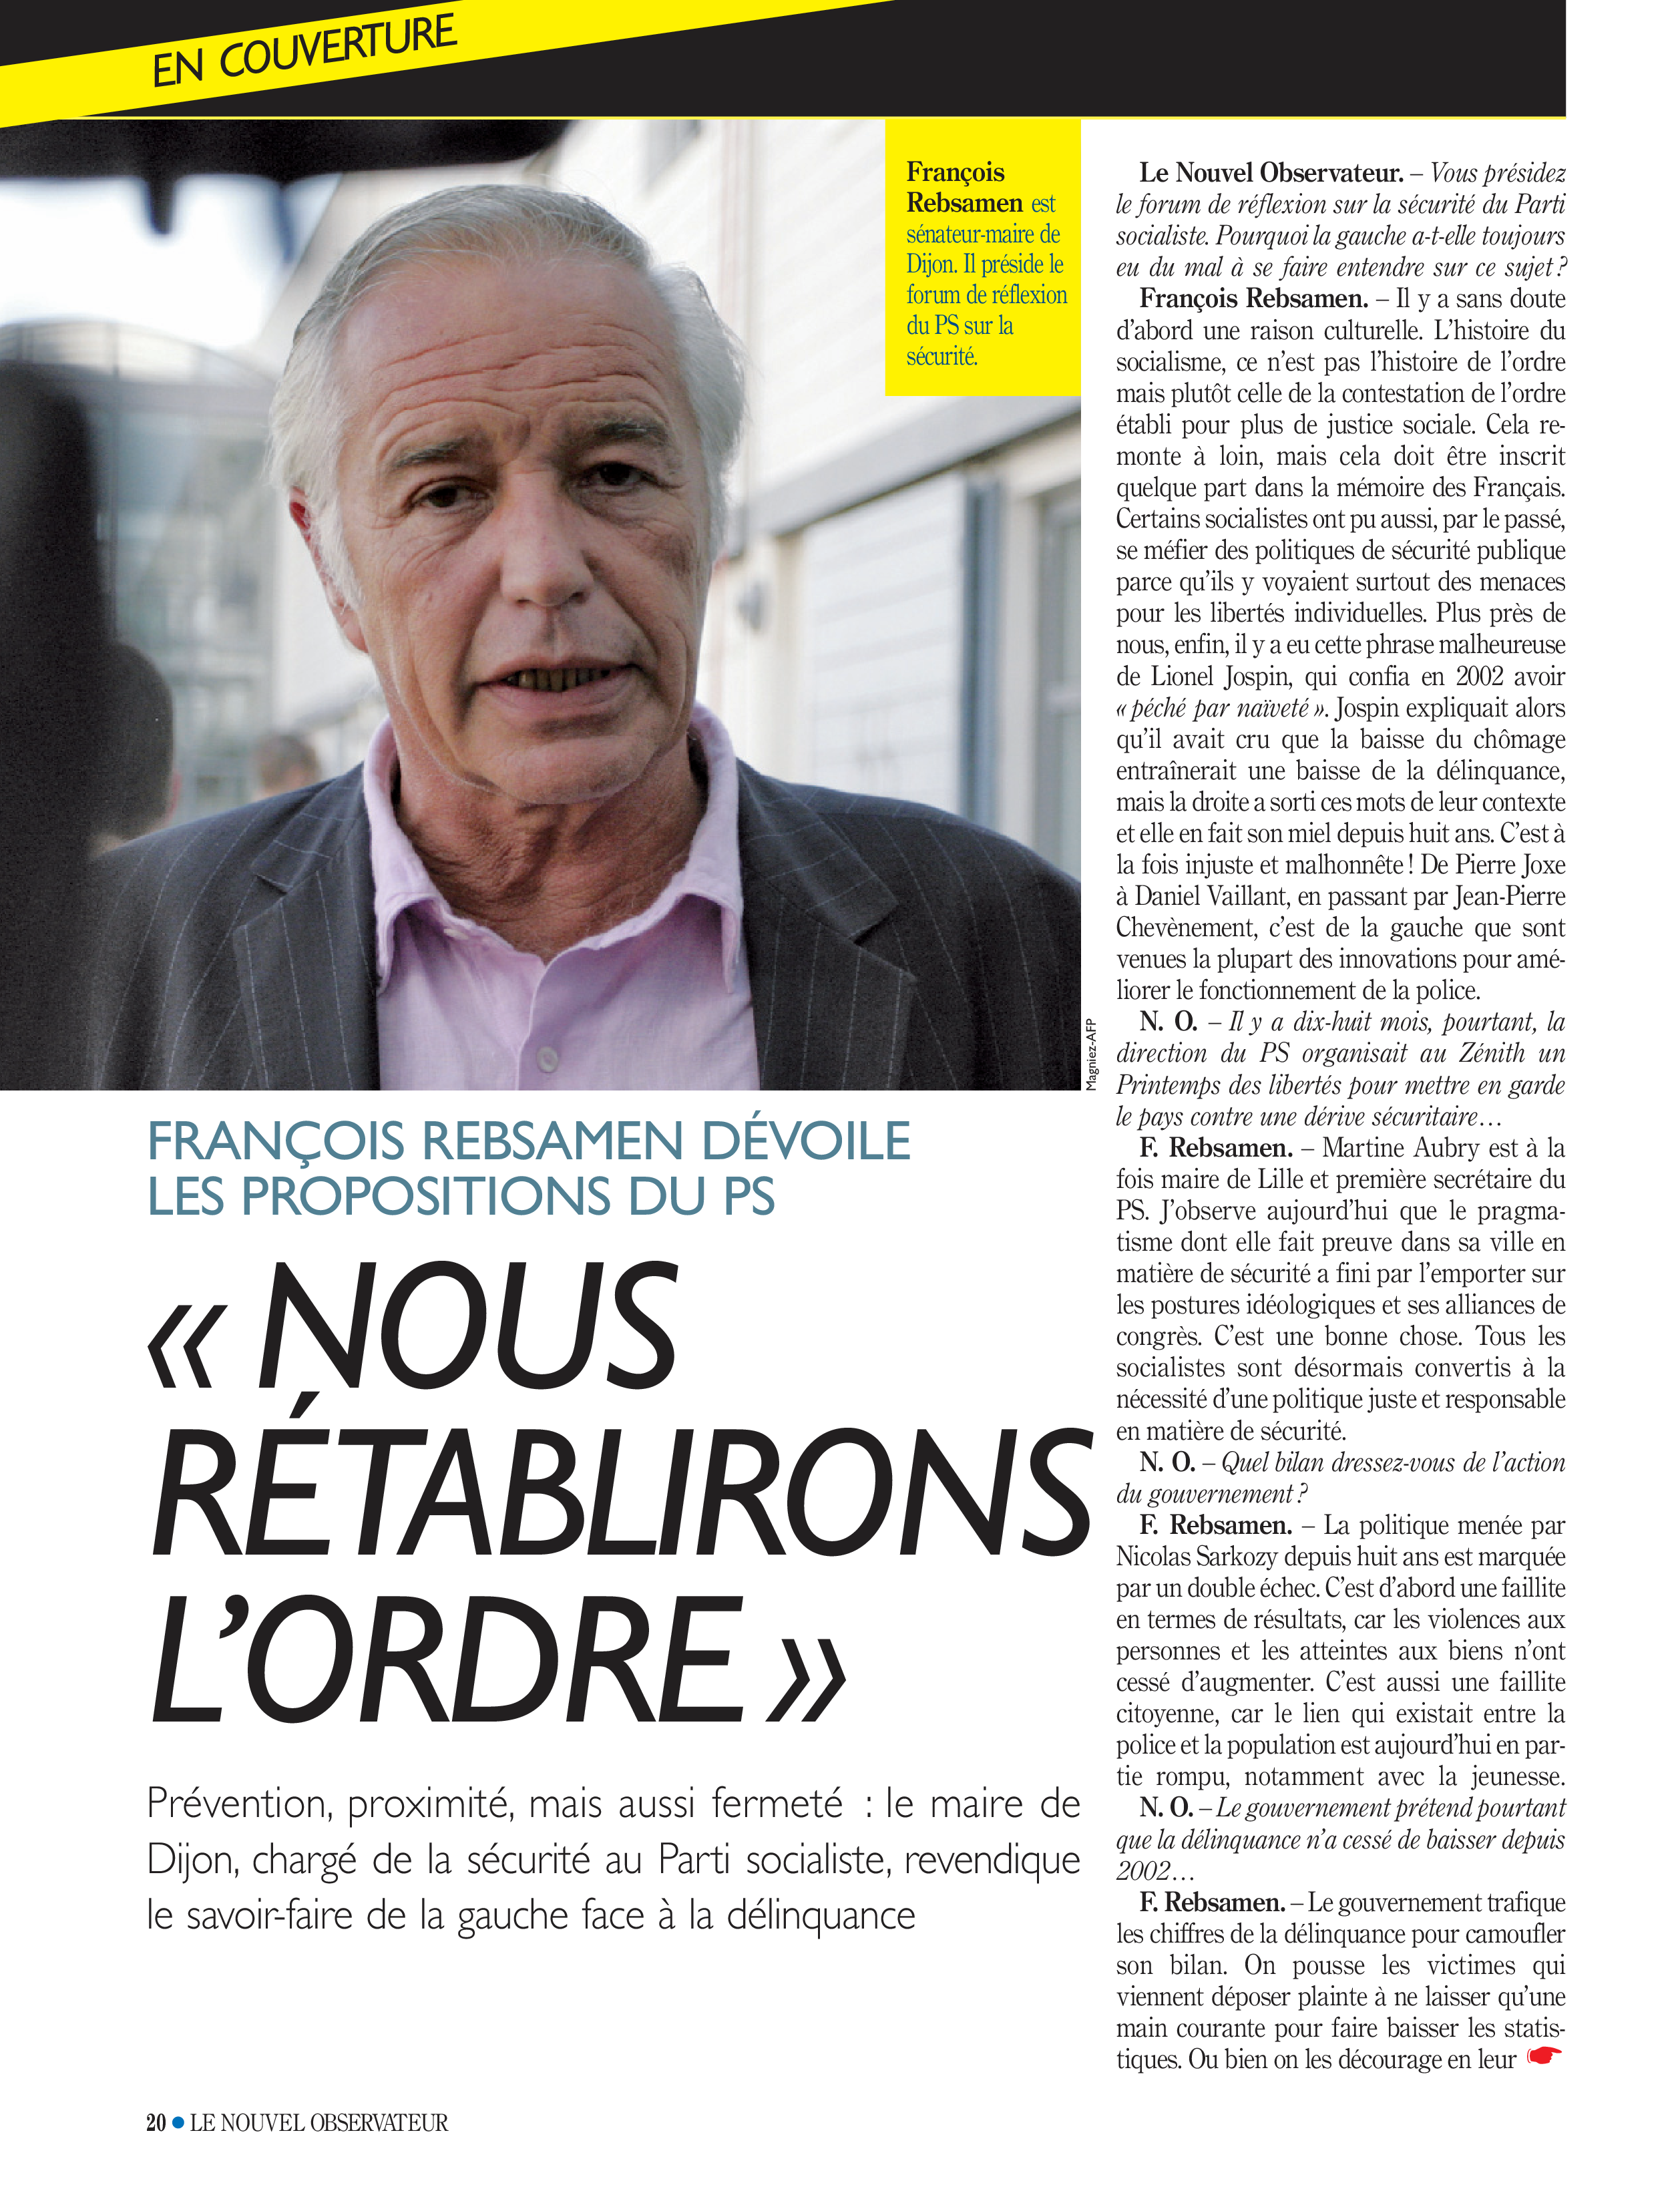 EN COUVERTURE
François
Rebsamen est
sénateur-maire de
Dijon. Il préside le
forum de réflexion
du PS sur la
sécurité.
Magniez-AFP
FRANÇOIS REBSAMEN DÉVOILE
LES PROPOSITIONS DU PS
« NOUS
RÉTABLIRONS
L’ORDRE »
Prévention, proximité, mais aussi fermeté : le maire de
Dijon, chargé de la sécurité au Parti socialiste, revendique
le savoir-faire de la gauche face à la délinquance
Le Nouvel Observateur. – Vous présidez
le forum de réflexion sur la sécurité du Parti
socialiste. Pourquoi la gauche a-t-elle toujours
eu du mal à se faire entendre sur ce sujet ?
François Rebsamen. – Il y a sans doute
d’abord une raison culturelle. L’histoire du
socialisme, ce n’est pas l’histoire de l’ordre
mais plutôt celle de la contestation de l’ordre
établi pour plus de justice sociale. Cela re-
monte à loin, mais cela doit être inscrit
quelque part dans la mémoire des Français.
Certains socialistes ont pu aussi, par le passé,
se méfier des politiques de sécurité publique
parce qu’ils y voyaient surtout des menaces
pour les libertés individuelles. Plus près de
nous, enfin, il y a eu cette phrase malheureuse
de Lionel Jospin, qui confia en 2002 avoir
« péché par naïveté ». Jospin expliquait alors
qu’il avait cru que la baisse du chômage
entraînerait une baisse de la délinquance,
mais la droite a sorti ces mots de leur contexte
et elle en fait son miel depuis huit ans. C’est à
la fois injuste et malhonnête ! De Pierre Joxe
à Daniel Vaillant, en passant par Jean-Pierre
Chevènement, c’est de la gauche que sont
venues la plupart des innovations pour amé-
liorer le fonctionnement de la police.
N. O. – Il y a dix-huit mois, pourtant, la
direction du PS organisait au Zénith un
Printemps des libertés pour mettre en garde
le pays contre une dérive sécuritaire…
F. Rebsamen. – Martine Aubry est à la
fois maire de Lille et première secrétaire du
PS. J’observe aujourd’hui que le pragma-
tisme dont elle fait preuve dans sa ville en
matière de sécurité a fini par l’emporter sur
les postures idéologiques et ses alliances de
congrès. C’est une bonne chose. Tous les
socialistes sont désormais convertis à la
nécessité d’une politique juste et responsable
en matière de sécurité.
N. O. – Quel bilan dressez-vous de l’action
du gouvernement ?
F. Rebsamen. – La politique menée par
Nicolas Sarkozy depuis huit ans est marquée
par un double échec. C’est d’abord une faillite
en termes de résultats, car les violences aux
personnes et les atteintes aux biens n’ont
cessé d’augmenter. C’est aussi une faillite
citoyenne, car le lien qui existait entre la
police et la population est aujourd’hui en par-
tie rompu, notamment avec la jeunesse.
N. O. – Le gouvernement prétend pourtant
que la délinquance n’a cessé de baisser depuis
2002…
F. Rebsamen. – Le gouvernement trafique
les chiffres de la délinquance pour camoufler
son bilan. On pousse les victimes qui
viennent déposer plainte à ne laisser qu’une
main courante pour faire baisser les statis-
tiques. Ou bien on les décourage en leur
20 • LE NOUVEL OBSERVATEUR